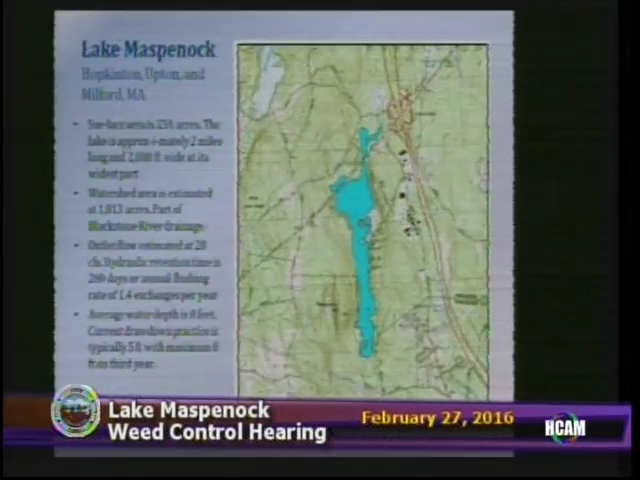 Lake Maspenock
Hopkinton, Upton, and
Milford, MA
• Surface area is 234 acres. The
lake is approximately 2 miles
long and 2,000 ft wide at its
widest part
• Watershed area is estimated
at 1,813 acres. Part of
Blackstone River drainage.
• Outlet flow estimated at 20
cfs. Hydraulic retention time is
260 days or annual flushing
rate of 1.4 exchanges per year
• Average water depth is feet.
Current drawdown practice is
typically 5 ft with maximum
ft on third year.
Lake Maspenock
Weed Control Hearing
February 27, 2016
HCAM